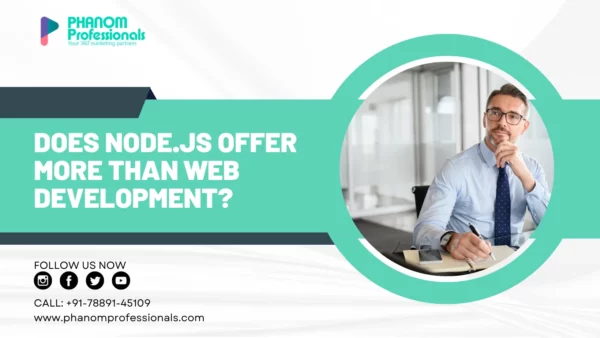 PHANOM
Professionals
Your 360 marketing partners
DOES NODE.JS OFFER
MORE THAN WEB
DEVELOPMENT?
FOLLOW US NOW
CALL: +91-78891-45109
www.phanomprofessionals.com